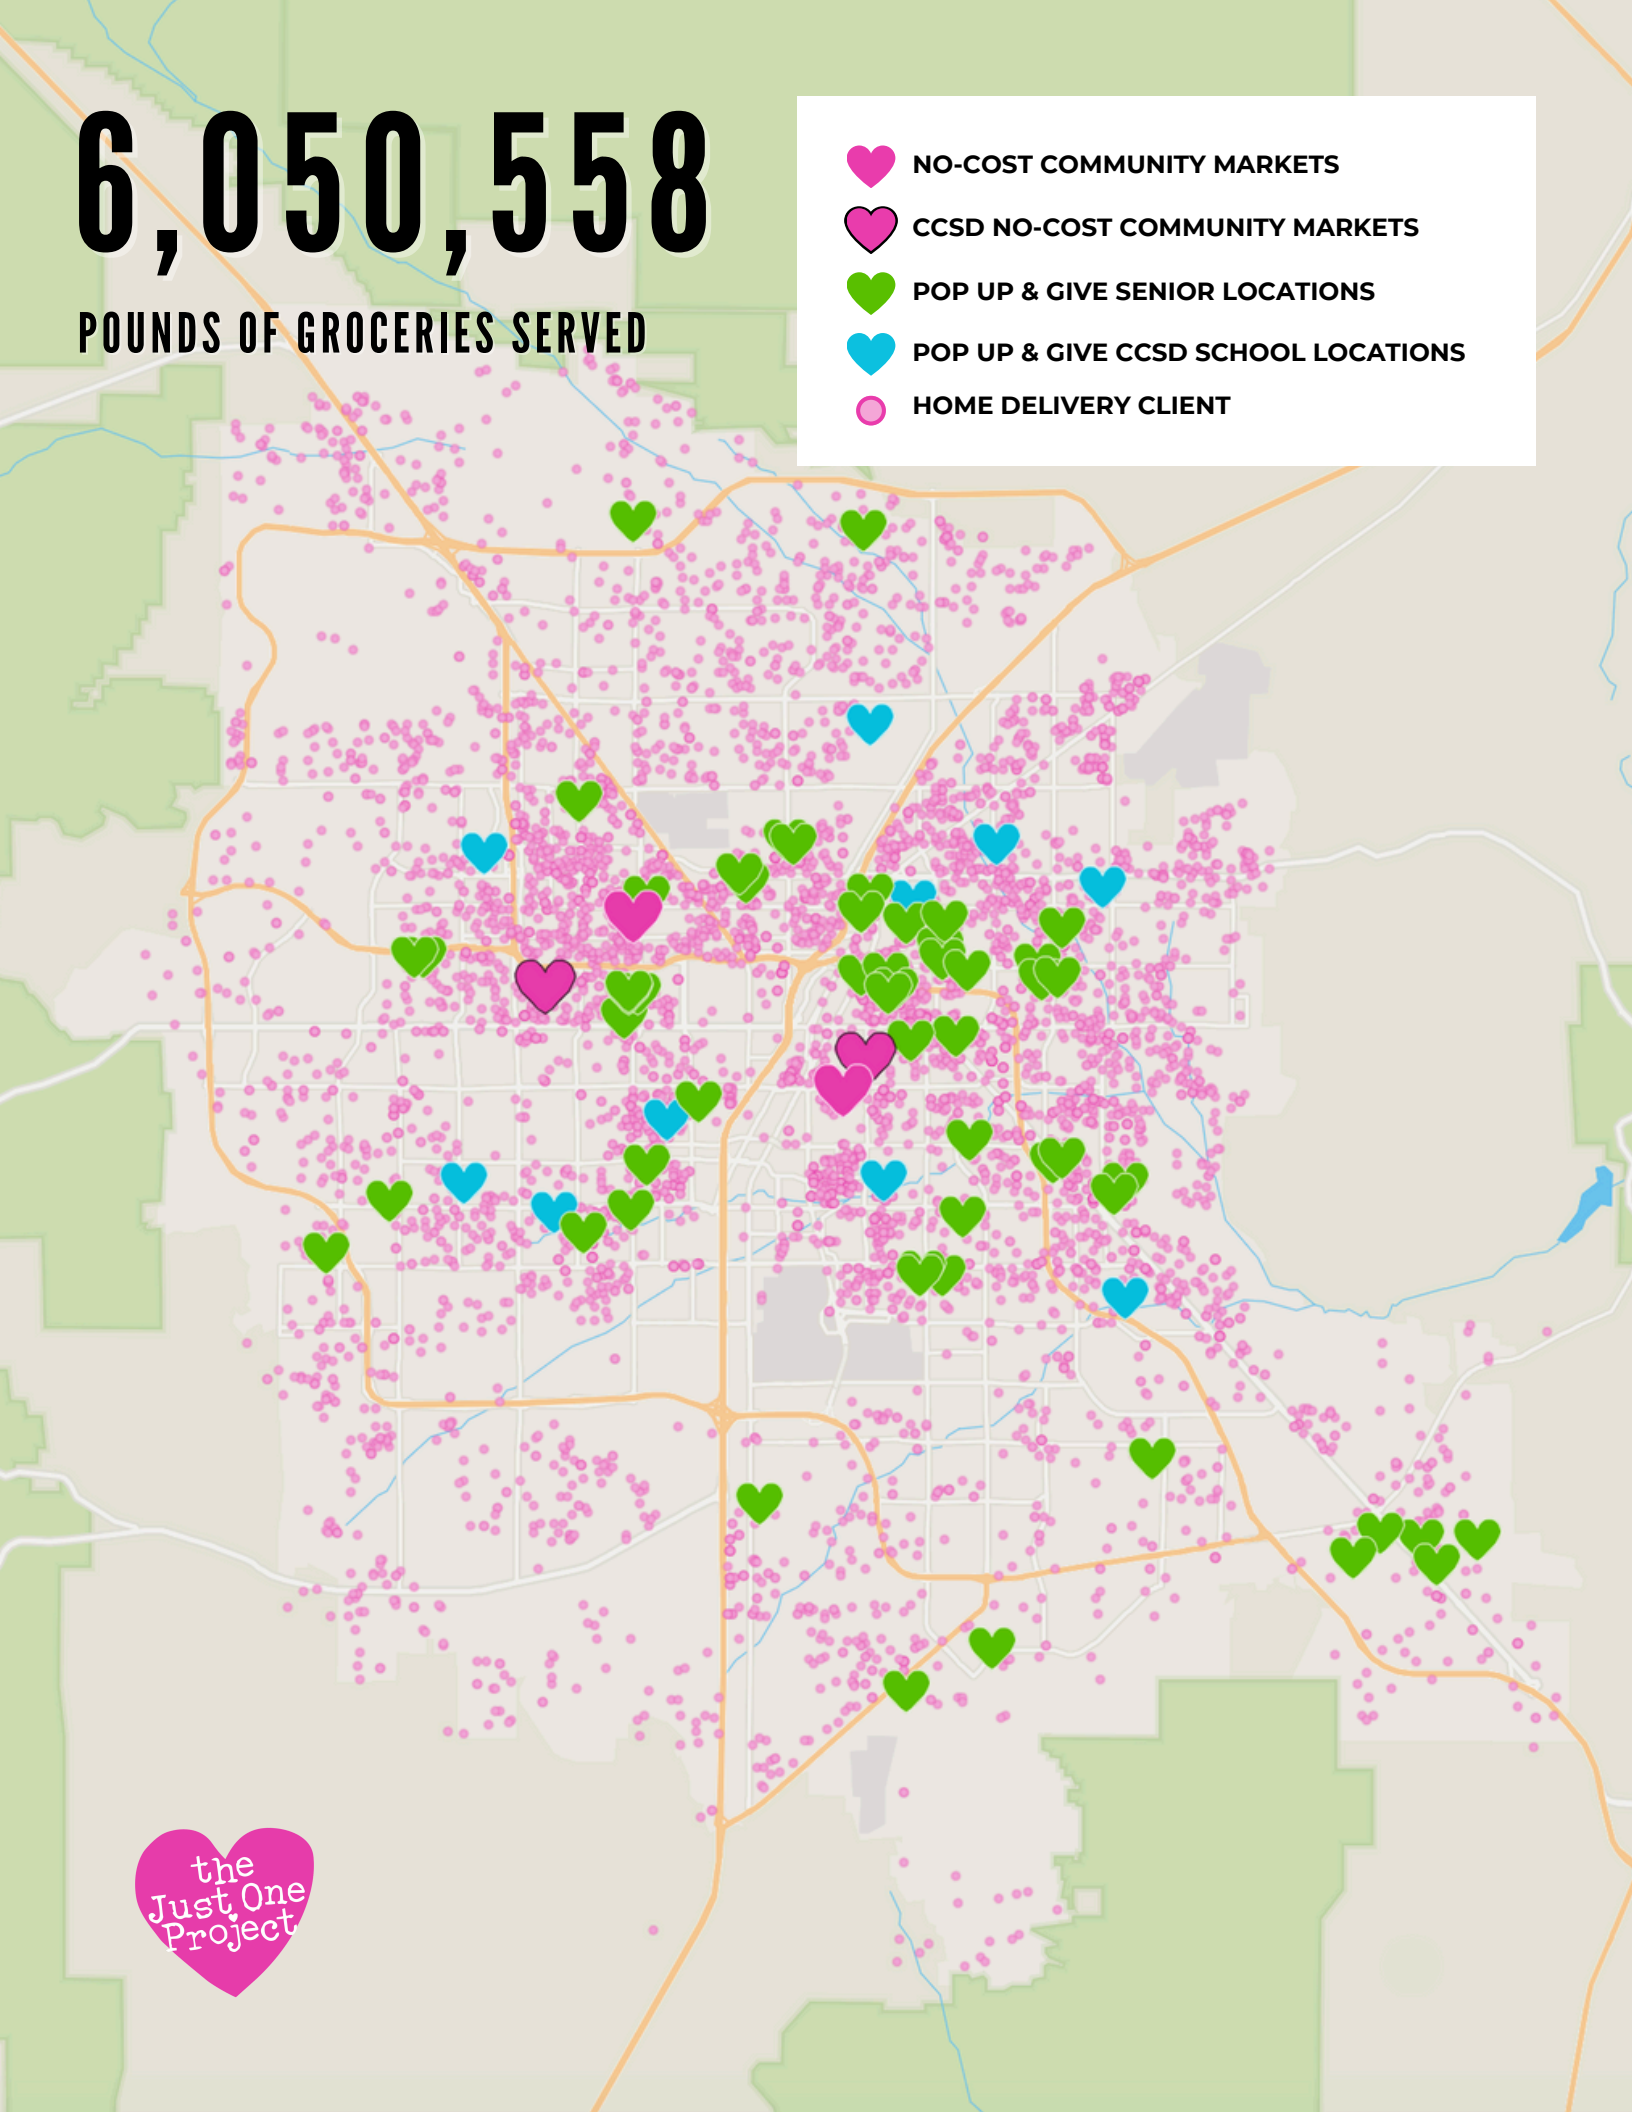 6,050,558
POUNDS OF GROCERIES SERVED
NO-COST COMMUNITY MARKETS
CCSD NO-COST COMMUNITY MARKETS
POP UP & GIVE SENIOR LOCATIONS
POP UP & GIVE CCSD SCHOOL LOCATIONS
HOME DELIVERY CLIENT
the
Just One
Project